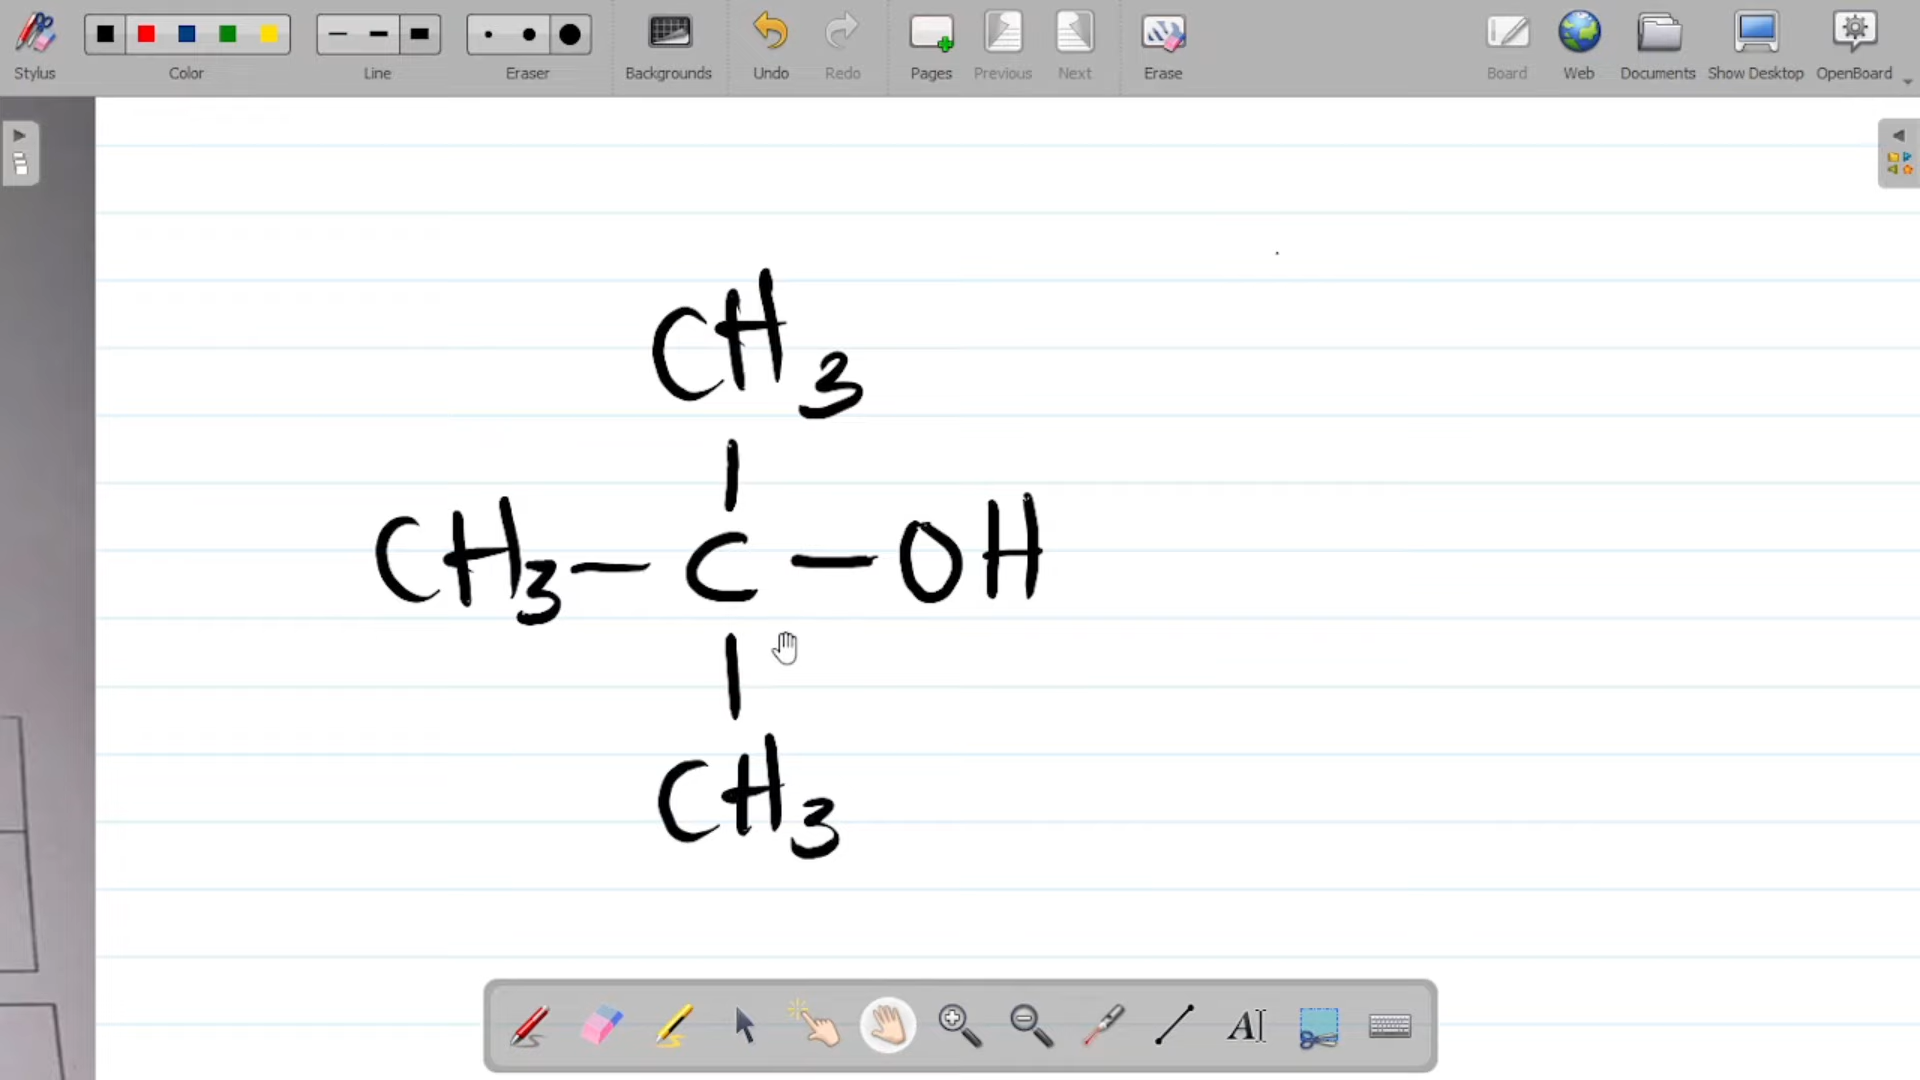 Stylus Color Line Eraser Backgrounds Undo Redo Pages Previous Next Erase Board Web Documents Show Desktop OpenBoard
CH3
CH3 — C — OH
CH3